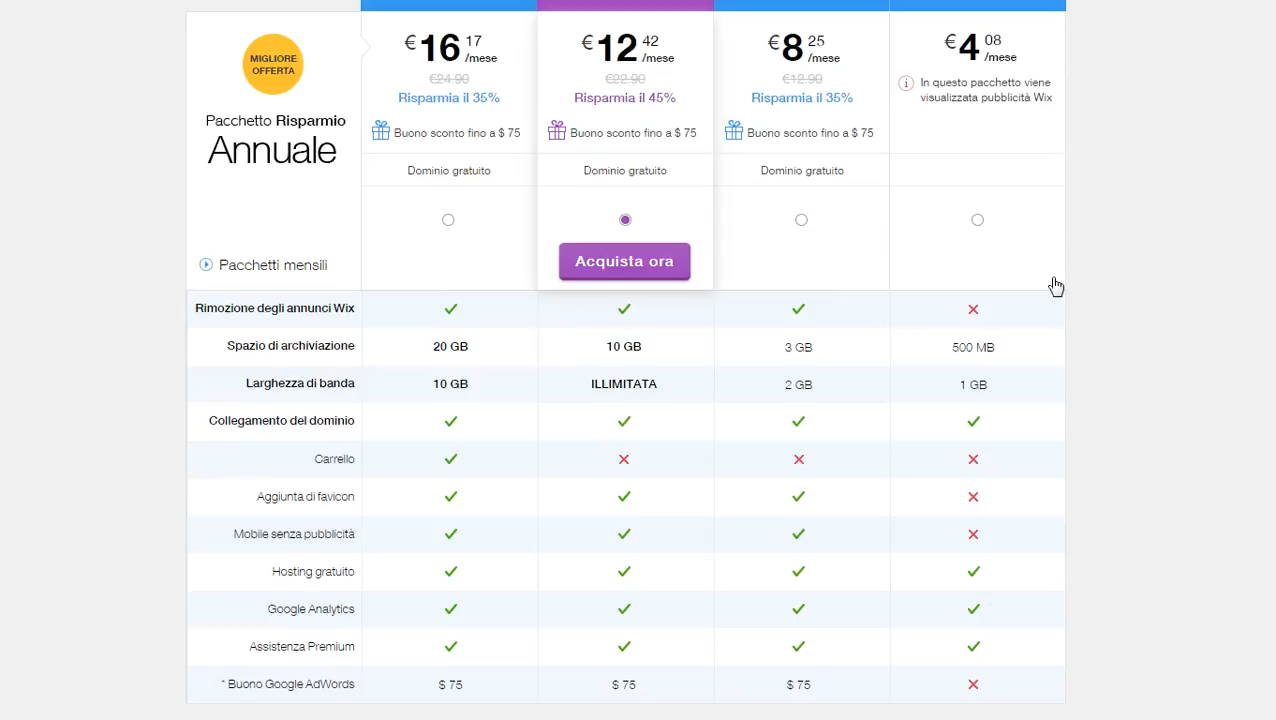 MIGLIORE
OFFERTA
Pacchetto Risparmio
Annuale
Pacchetti mensili
€ 16 17 /mese
€24.90
Risparmia il 35%
Buono sconto fino a $ 75
Dominio gratuito
€ 12 42 /mese
€22.90
Risparmia il 45%
Buono sconto fino a $ 75
Dominio gratuito
Acquista ora
€ 8 25 /mese
€12.90
Risparmia il 35%
Buono sconto fino a $ 75
Dominio gratuito
€ 4 08 /mese
In questo pacchetto viene
visualizzata pubblicità Wix
Rimozione degli annunci Wix
Spazio di archiviazione 20 GB 10 GB 3 GB 500 MB
Larghezza di banda 10 GB ILLIMITATA 2 GB 1 GB
Collegamento del dominio
Carrello
Aggiunta di favicon
Mobile senza pubblicità
Hosting gratuito
Google Analytics
Assistenza Premium
* Buono Google AdWords $ 75 $ 75 $ 75